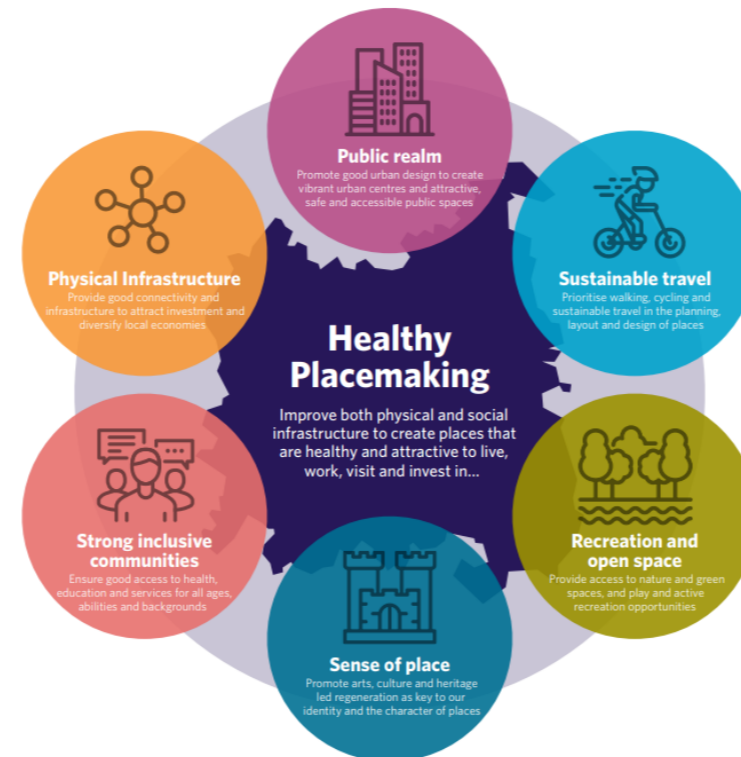 Public realm
Promote good urban design to create
vibrant urban centres and attractive,
safe and accessible public spaces
Physical Infrastructure
Provide good connectivity and
infrastructure to attract investment and
diversify local economies
Sustainable travel
Prioritise walking, cycling and
sustainable travel in the planning,
layout and design of places
Healthy
Placemaking
Improve both physical and social
infrastructure to create places that
are healthy and attractive to live,
work, visit and invest in...
Strong inclusive
communities
Ensure good access to health,
education and services for all ages,
abilities and backgrounds
Recreation and
open space
Provide access to nature and green
spaces, and play and active
recreation opportunities
Sense of place
Promote arts, culture and heritage
led regeneration as key to our
identity and the character of places